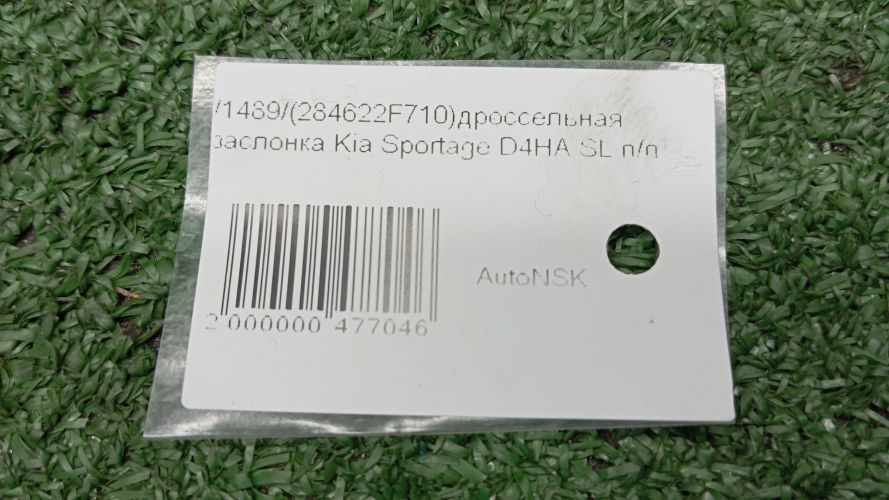 /1489/(284622F710)дроссельная
заслонка Kia Sportage D4HA SL п/п
AutoNSK
2 000000 477046